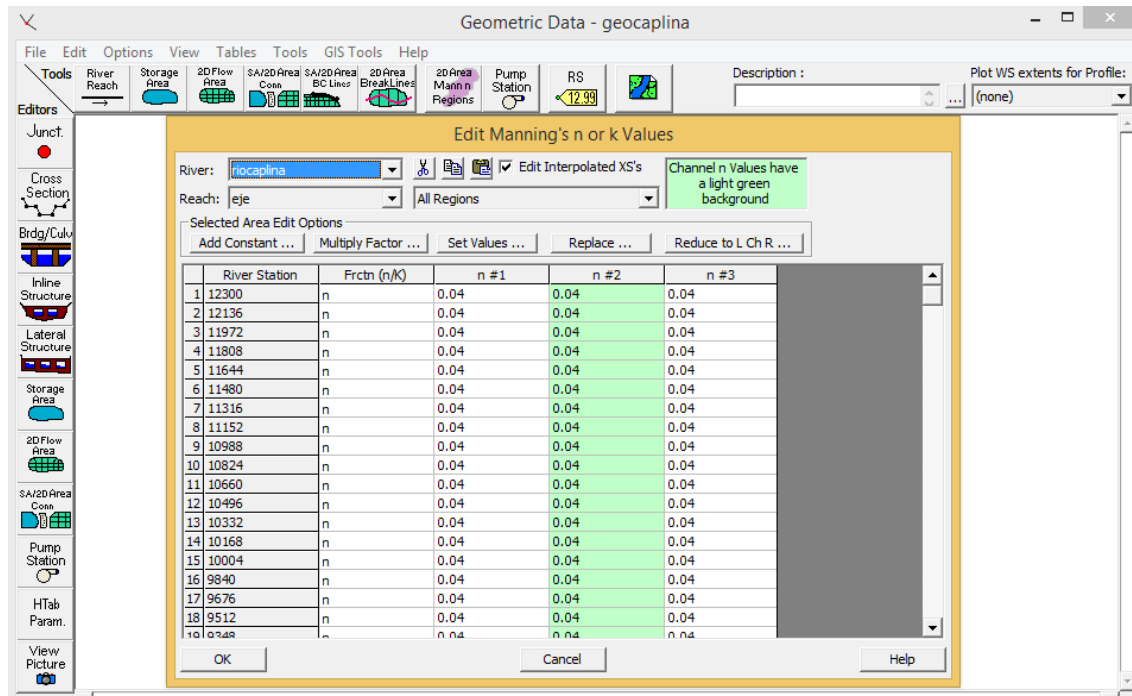 Geometric Data - geocaplina
File Edit Options View Tables Tools GIS Tools Help
Tools
Editors
River
Reach
Storage
Area
2D Flow
Area
SA/2D Area
Conn
SA/2D Area
BC Lines
2D Area
BreakLines
2D Area
Mann n
Regions
Pump
Station
RS
12.99
Description :
...
Plot WS extents for Profile:
(none)
Junct.
Cross
Section
Brdg/Culv
Inline
Structure
Lateral
Structure
Storage
Area
2D Flow
Area
SA/2D Area
Conn
Pump
Station
HTab
Param.
View
Picture
Edit Manning's n or k Values
River: riocaplina
Edit Interpolated XS's
Channel n Values have
a light green
background
Reach: eje
All Regions
Selected Area Edit Options
Add Constant ... Multiply Factor ... Set Values ... Replace ... Reduce to L Ch R ...
River Station Frctn (n/K) n #1 n #2 n #3
1 12300 n 0.04 0.04 0.04
2 12136 n 0.04 0.04 0.04
3 11972 n 0.04 0.04 0.04
4 11808 n 0.04 0.04 0.04
5 11644 n 0.04 0.04 0.04
6 11480 n 0.04 0.04 0.04
7 11316 n 0.04 0.04 0.04
8 11152 n 0.04 0.04 0.04
9 10988 n 0.04 0.04 0.04
10 10824 n 0.04 0.04 0.04
11 10660 n 0.04 0.04 0.04
12 10496 n 0.04 0.04 0.04
13 10332 n 0.04 0.04 0.04
14 10168 n 0.04 0.04 0.04
15 10004 n 0.04 0.04 0.04
16 9840 n 0.04 0.04 0.04
17 9676 n 0.04 0.04 0.04
18 9512 n 0.04 0.04 0.04
19 9348 n 0.04 0.04 0.04
OK Cancel Help